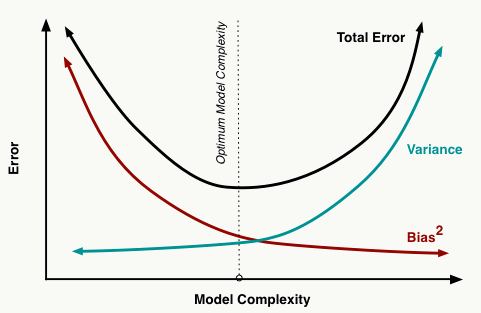 Total Error
Optimum Model Complexity
Variance
Error
Bias²
Model Complexity